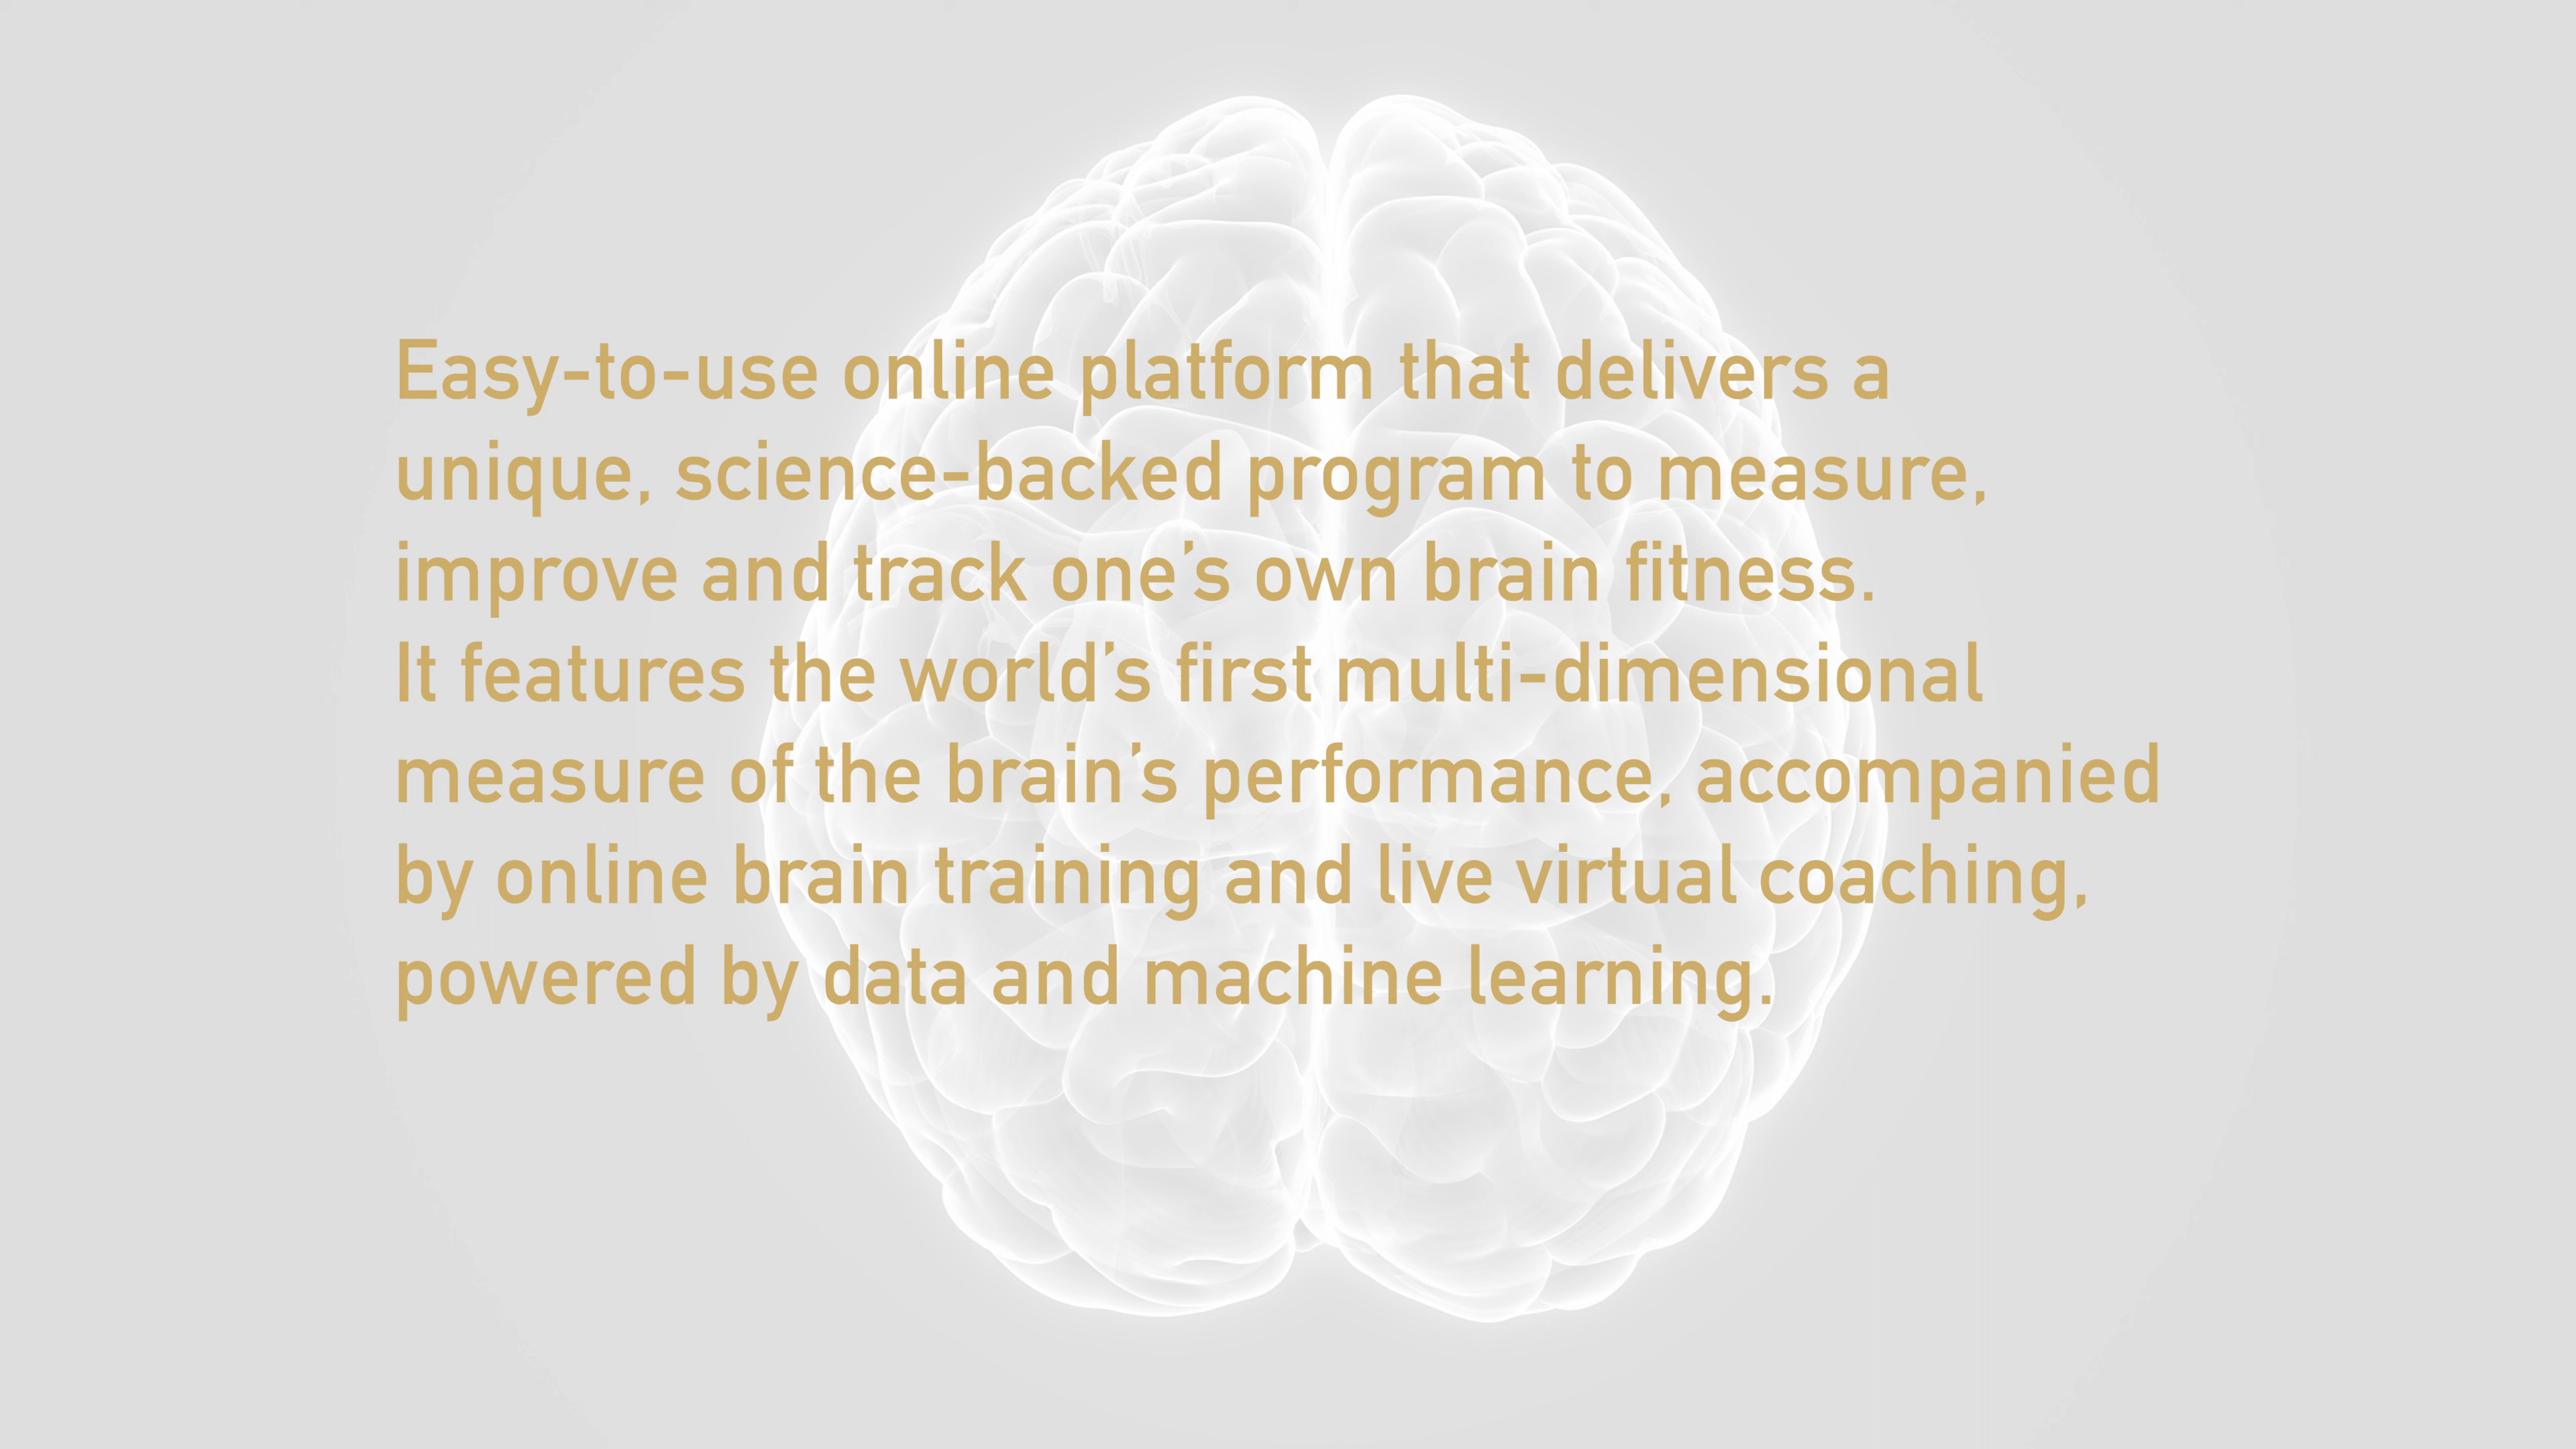 Easy-to-use online platform that delivers a
unique, science-backed program to measure,
improve and track one’s own brain fitness.
It features the world’s first multi-dimensional
measure of the brain’s performance, accompanied
by online brain training and live virtual coaching,
powered by data and machine learning.